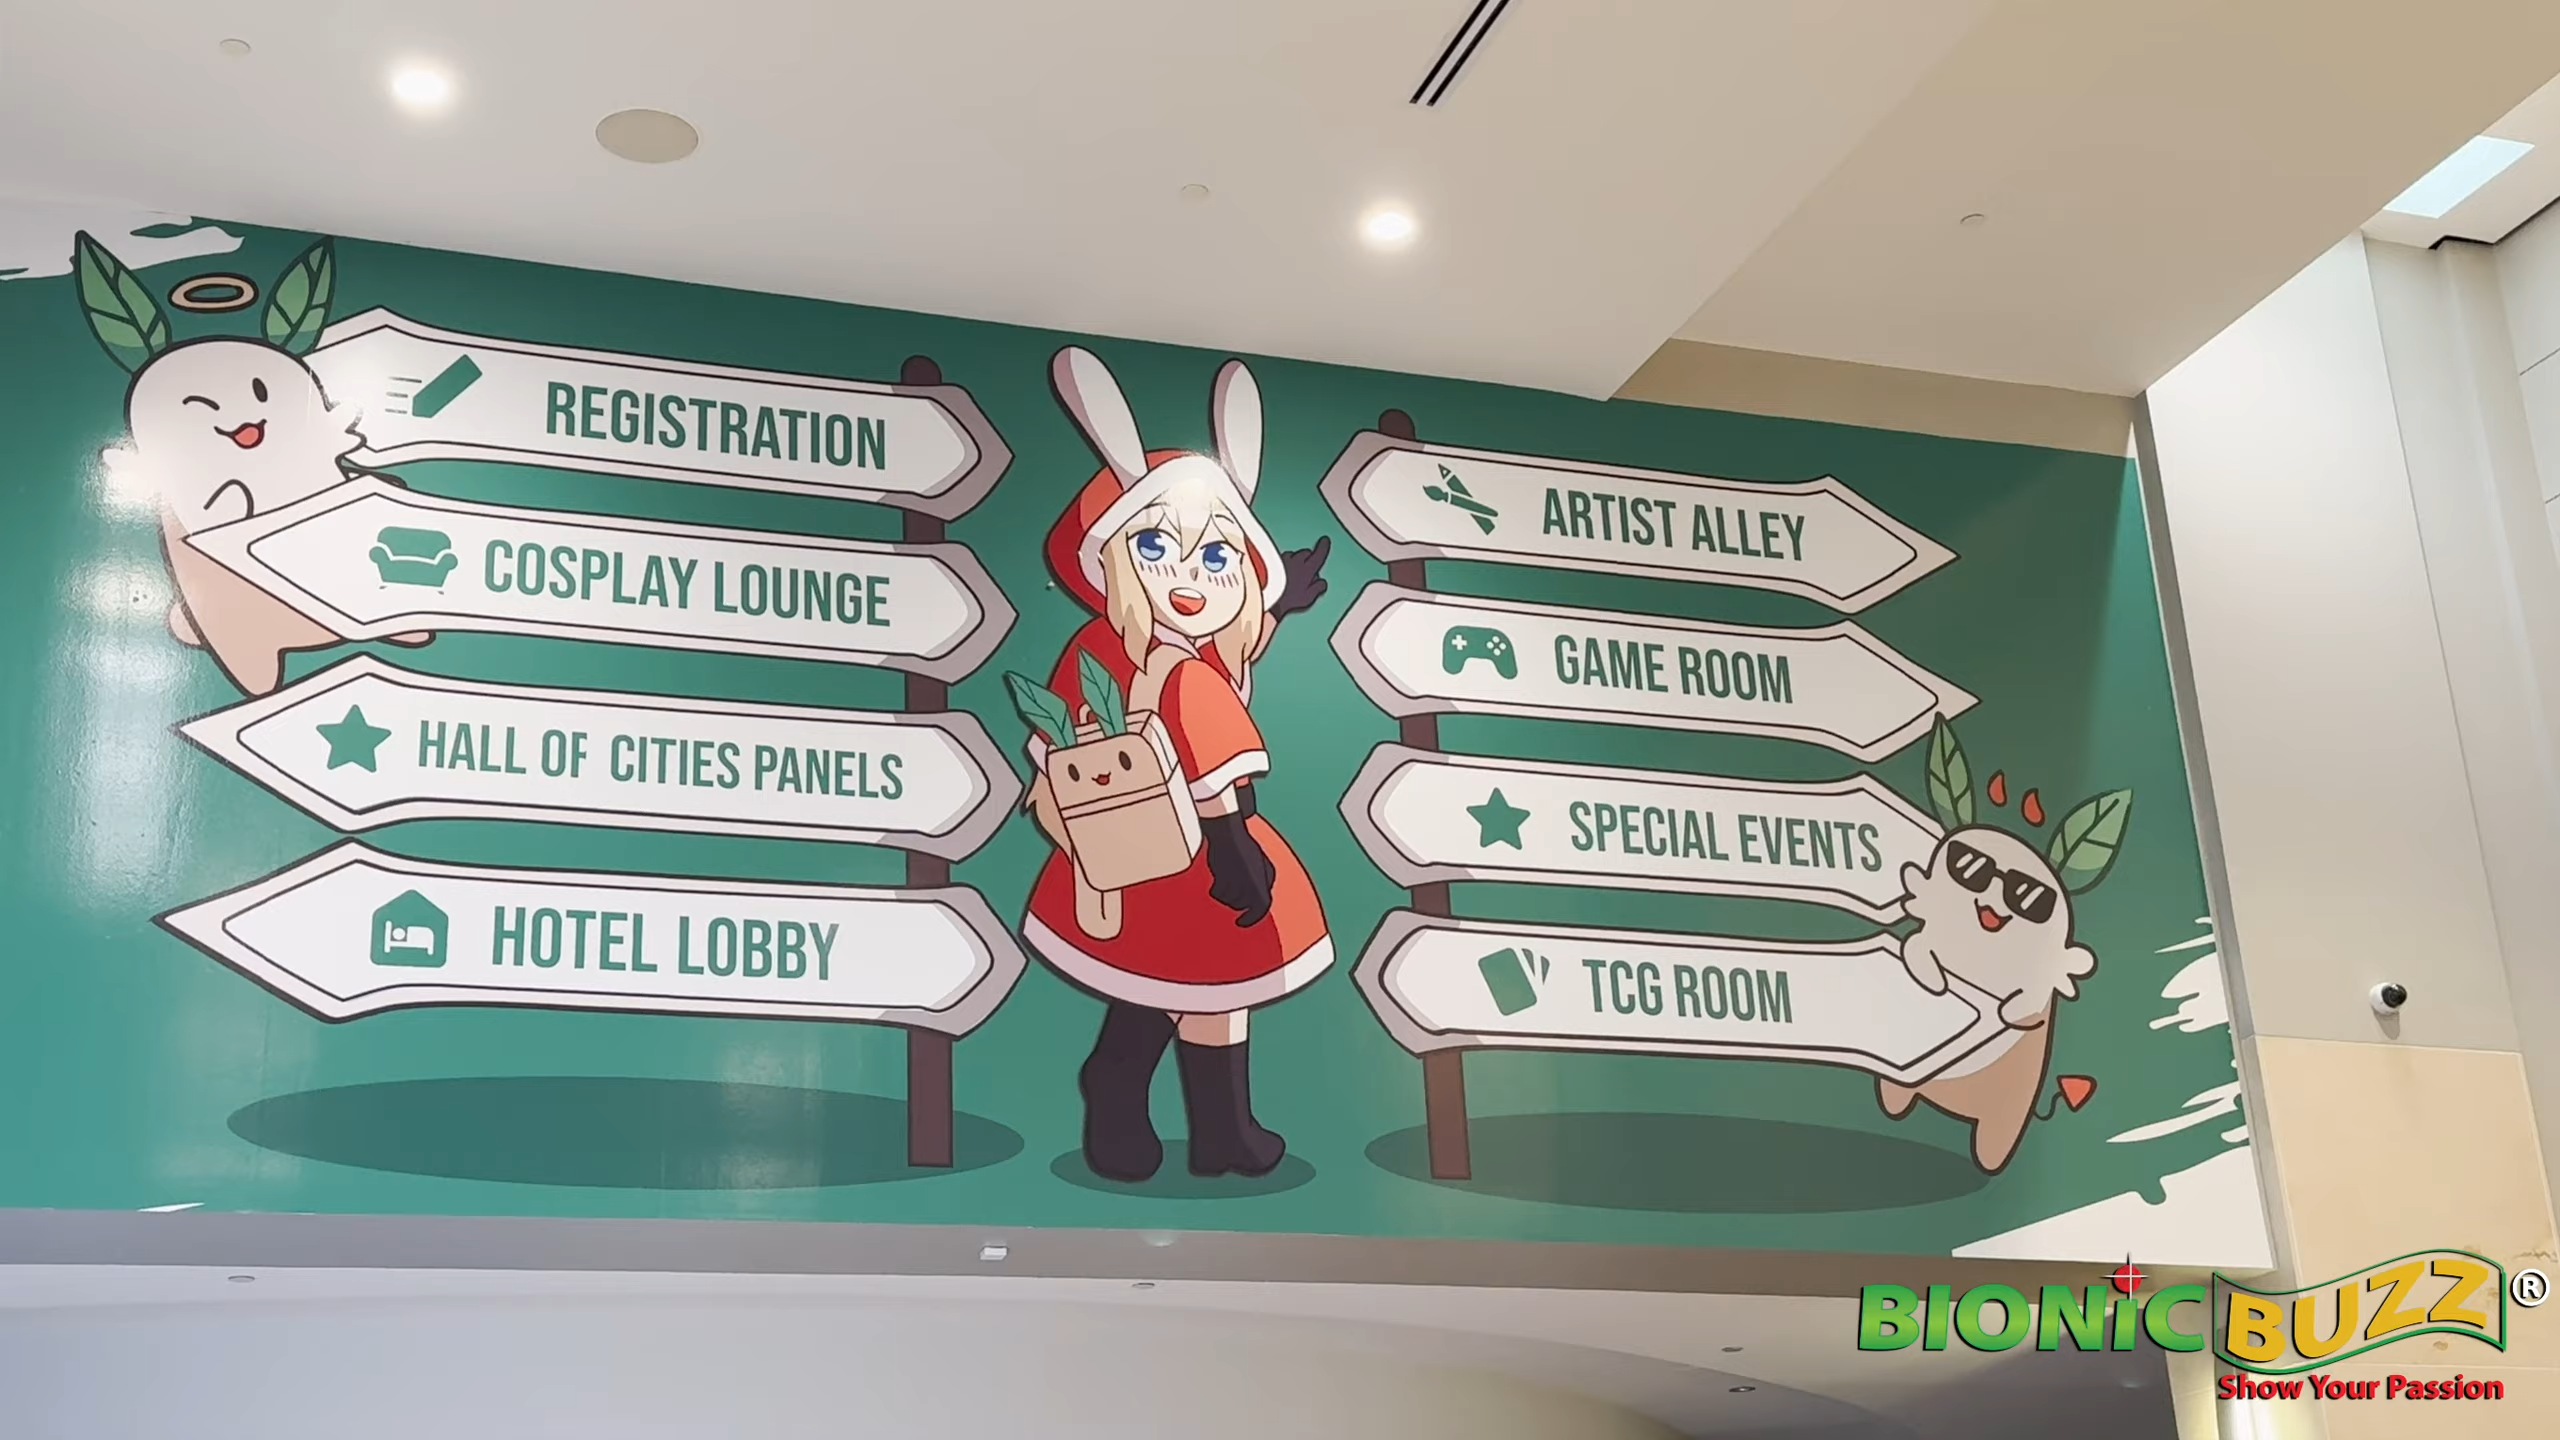 REGISTRATION
COSPLAY LOUNGE
HALL OF CITIES PANELS
HOTEL LOBBY
ARTIST ALLEY
GAME ROOM
SPECIAL EVENTS
TCG ROOM
BIONiC BUZZ®
Show Your Passion